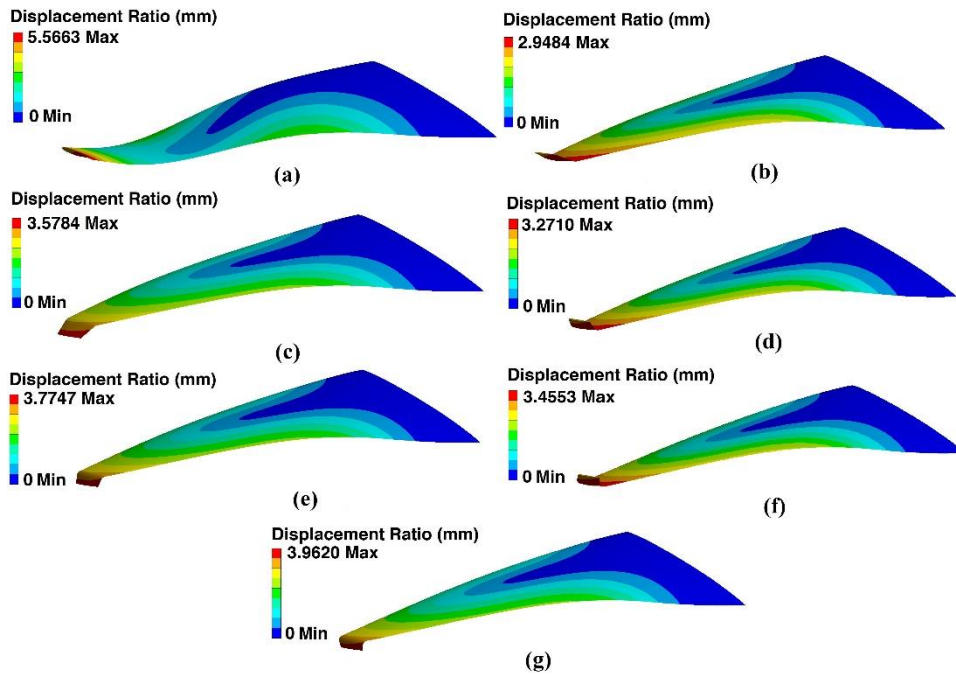 Displacement Ratio (mm)
5.5663 Max
0 Min
(a)
Displacement Ratio (mm)
2.9484 Max
0 Min
(b)
Displacement Ratio (mm)
3.5784 Max
0 Min
(c)
Displacement Ratio (mm)
3.2710 Max
0 Min
(d)
Displacement Ratio (mm)
3.7747 Max
0 Min
(e)
Displacement Ratio (mm)
3.4553 Max
0 Min
(f)
Displacement Ratio (mm)
3.9620 Max
0 Min
(g)